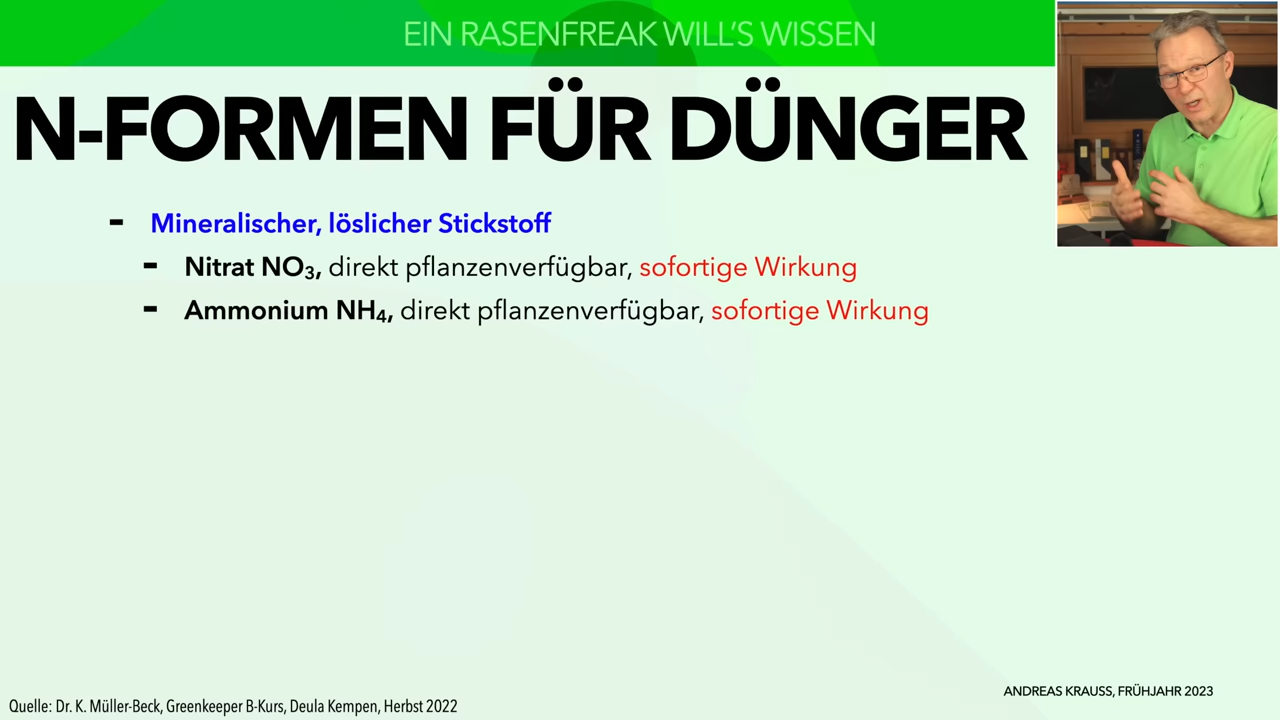 EIN RASENFREAK WILL'S WISSEN
N-FORMEN FÜR DÜNGER
- Mineralischer, löslicher Stickstoff
- Nitrat NO₃, direkt pflanzenverfügbar, sofortige Wirkung
- Ammonium NH₄, direkt pflanzenverfügbar, sofortige Wirkung
ANDREAS KRAUSS, FRÜHJAHR 2023
Quelle: Dr. K. Müller-Beck, Greenkeeper B-Kurs, Deula Kempen, Herbst 2022